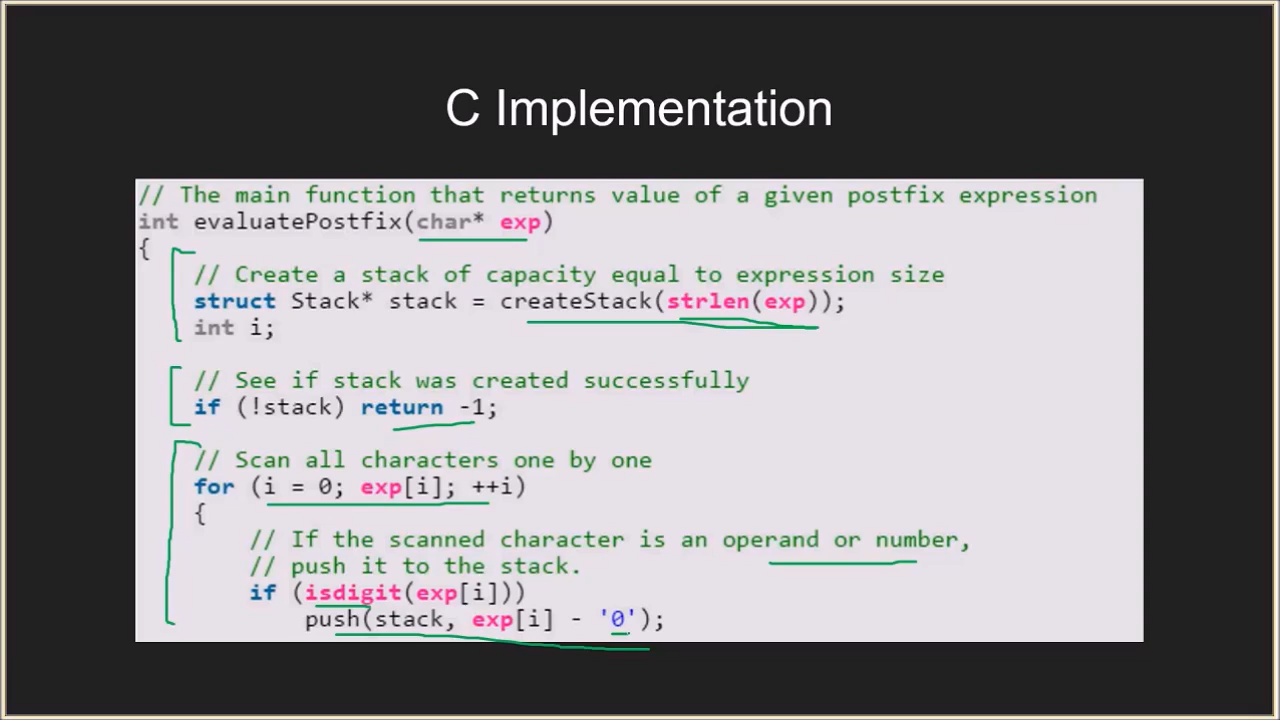 C Implementation
// The main function that returns value of a given postfix expression
int evaluatePostfix(char* exp)
{
// Create a stack of capacity equal to expression size
struct Stack* stack = createStack(strlen(exp));
int i;
// See if stack was created successfully
if (!stack) return -1;
// Scan all characters one by one
for (i = 0; exp[i]; ++i)
{
// If the scanned character is an operand or number,
// push it to the stack.
if (isdigit(exp[i]))
push(stack, exp[i] - '0');